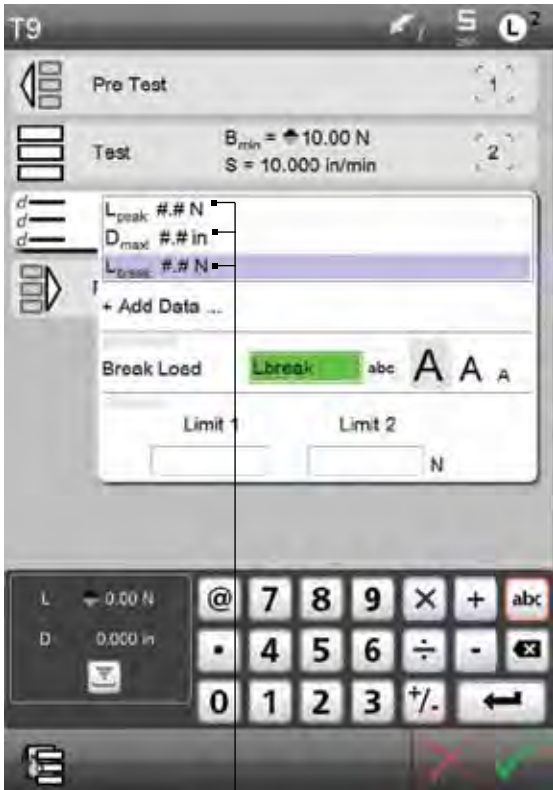 T9
L 2
Pre Test 1
Test Bmin = 10.00 N 2
S = 10.000 in/min
d
d
d
Lpeak #.# N
Dmaxl #.# in
Lbreak #.# N
+ Add Data ...
Break Load Lbreak abc A A A
Limit 1 Limit 2
N
L 0.00 N
D 0.000 in
@ 7 8 9 × + abc
. 4 5 6 ÷ -
0 1 2 3 +/-